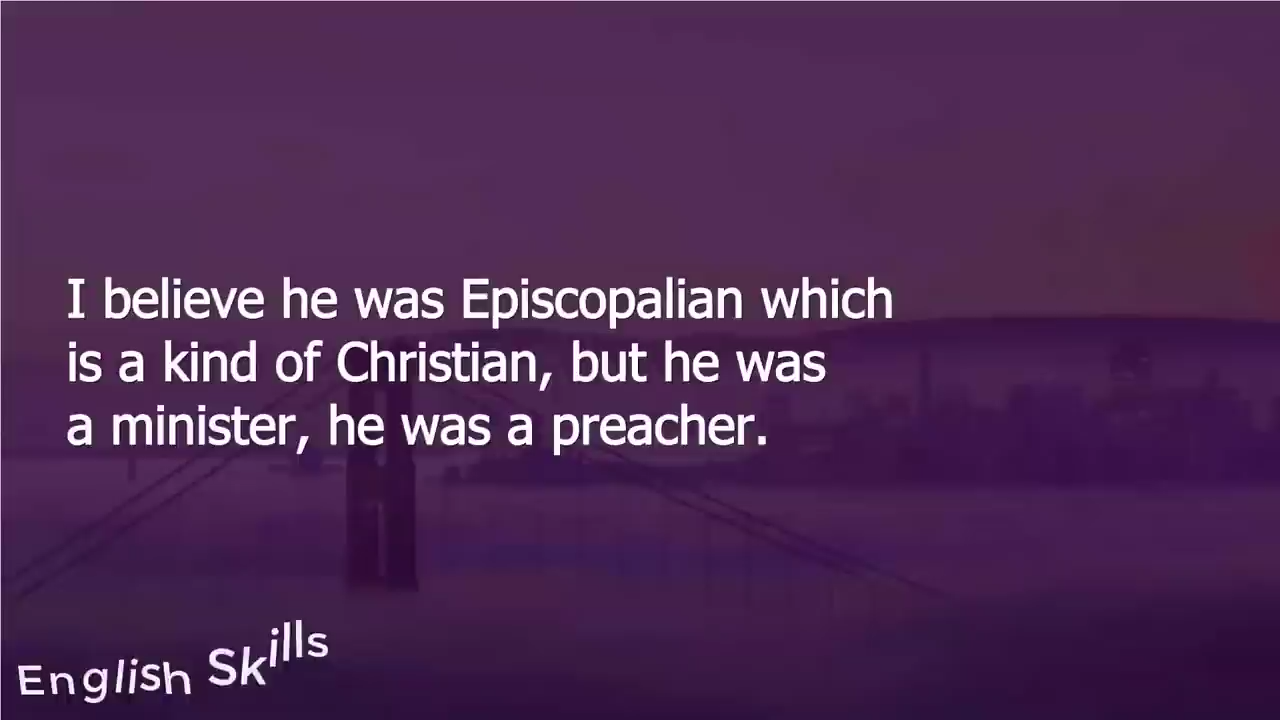 I believe he was Episcopalian which
is a kind of Christian, but he was
a minister, he was a preacher.
English Skills